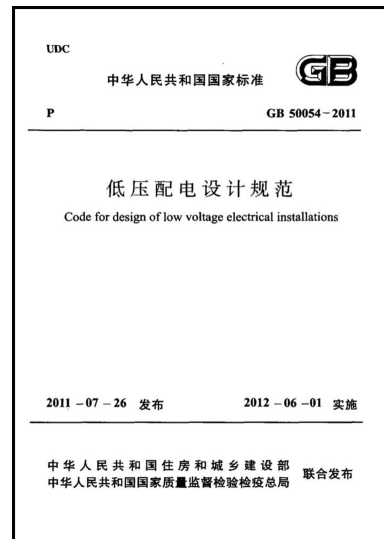 UDC
中华人民共和国国家标准
GB
P GB 50054－2011
低压配电设计规范
Code for design of low voltage electrical installations
2011－07－26 发布 2012－06－01 实施
中华人民共和国住房和城乡建设部
中华人民共和国国家质量监督检验检疫总局
联合发布